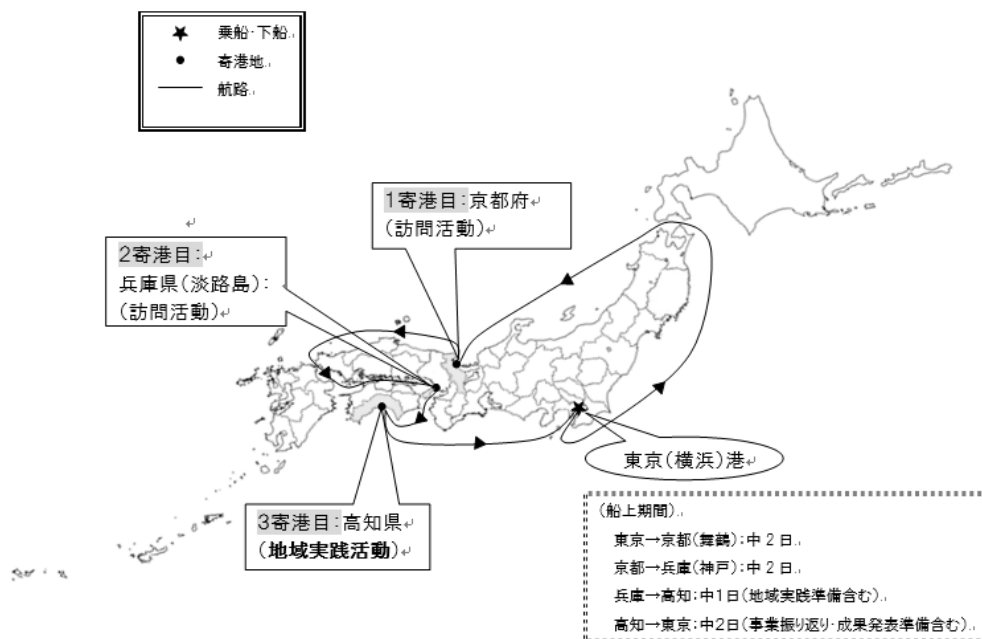 乗船・下船
寄港地
航路
1寄港目:京都府
(訪問活動)
2寄港目:
兵庫県(淡路島):
(訪問活動)
東京(横浜)港
3寄港目:高知県
(地域実践活動)
(船上期間)
東京→京都(舞鶴):中2日
京都→兵庫(神戸):中2日
兵庫→高知:中1日(地域実践準備含む)
高知→東京:中2日(事業振り返り・成果発表準備含む)